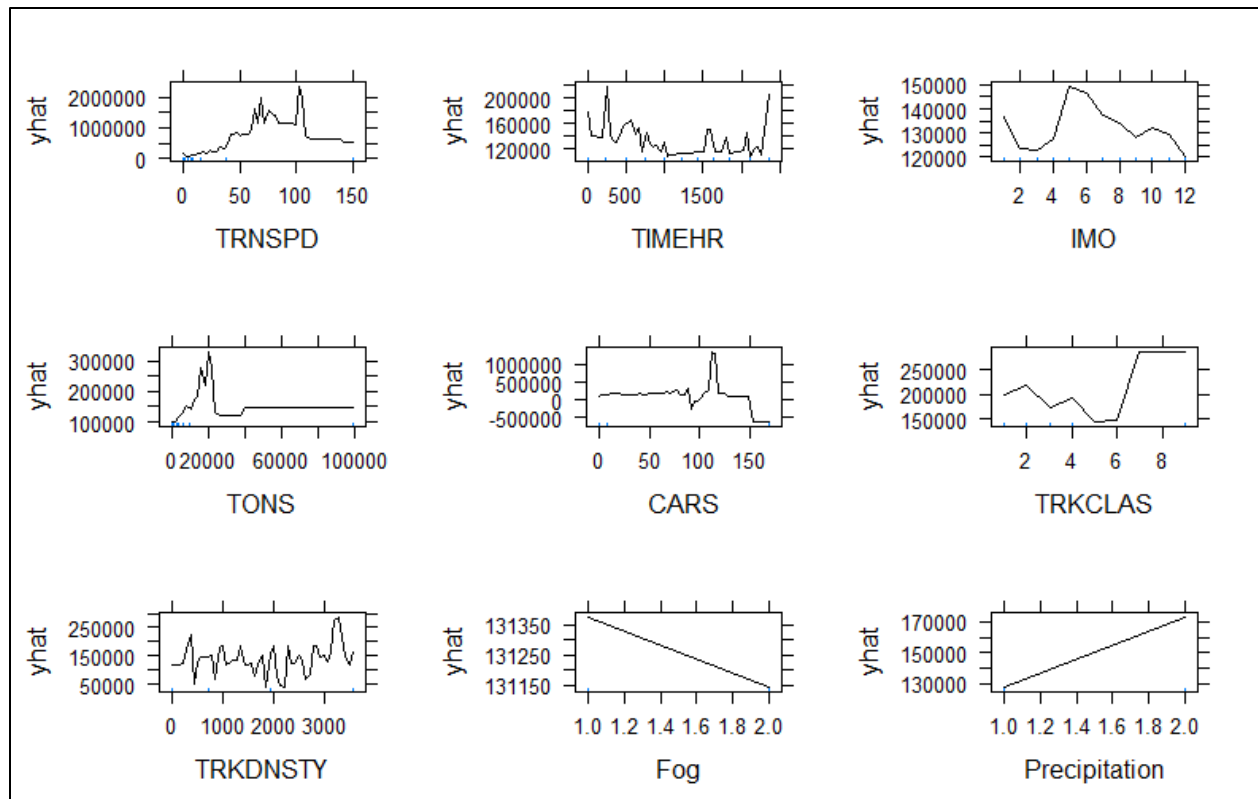 yhat
2000000
1000000
0
0 50 100 150
TRNSPD
yhat
200000
160000
120000
0 500 1500
TIMEHR
yhat
150000
140000
130000
120000
2 4 6 8 10 12
IMO
yhat
300000
200000
100000
0 20000 60000 100000
TONS
yhat
1000000
500000
0
-500000
0 50 100 150
CARS
yhat
250000
200000
150000
2 4 6 8
TRKCLAS
yhat
250000
150000
50000
0 1000 2000 3000
TRKDNSTY
yhat
131350
131250
131150
1.0 1.2 1.4 1.6 1.8 2.0
Fog
yhat
170000
150000
130000
1.0 1.2 1.4 1.6 1.8 2.0
Precipitation